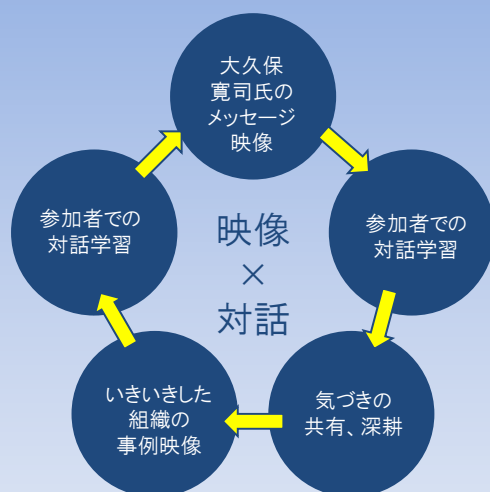 大久保
寛司氏の
メッセージ
映像
参加者での
対話学習
気づきの
共有、深耕
いきいきした
組織の
事例映像
参加者での
対話学習
映像
×
対話